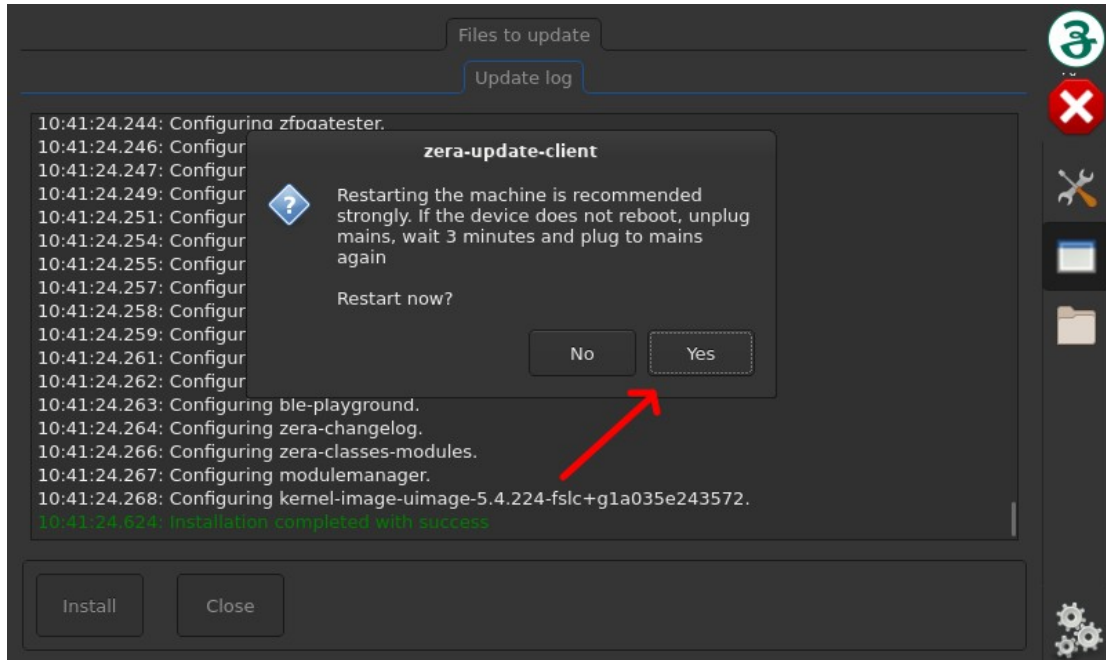 Files to update
Update log
10:41:24.244: Configuring zfpgatester.
10:41:24.246: Configur
10:41:24.247: Configur
10:41:24.249: Configur
10:41:24.251: Configur
10:41:24.254: Configur
10:41:24.255: Configur
10:41:24.257: Configur
10:41:24.258: Configur
10:41:24.259: Configur
10:41:24.261: Configur
10:41:24.262: Configur
10:41:24.263: Configuring ble-playground.
10:41:24.264: Configuring zera-changelog.
10:41:24.266: Configuring zera-classes-modules.
10:41:24.267: Configuring modulemanager.
10:41:24.268: Configuring kernel-image-uimage-5.4.224-fslc+g1a035e243572.
10:41:24.624: Installation completed with success
zera-update-client
Restarting the machine is recommended
strongly. If the device does not reboot, unplug
mains, wait 3 minutes and plug to mains
again
Restart now?
No
Yes
Install
Close